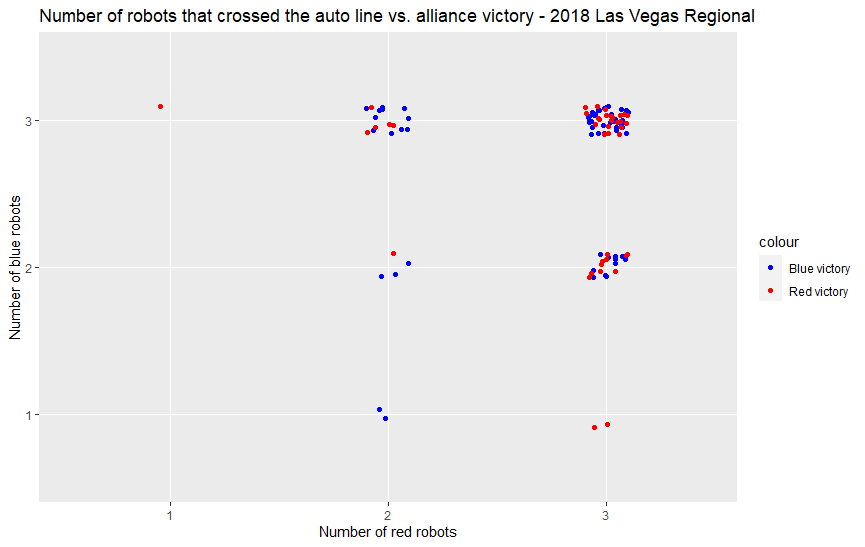 Number of robots that crossed the auto line vs. alliance victory - 2018 Las Vegas Regional
3
2
1
Number of blue robots
1
2
3
Number of red robots
colour
Blue victory
Red victory